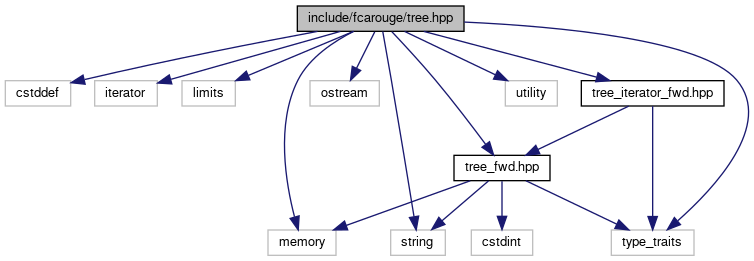 include/fcarouge/tree.hpp
cstddef
iterator
limits
ostream
utility
tree_iterator_fwd.hpp
tree_fwd.hpp
memory
string
cstdint
type_traits